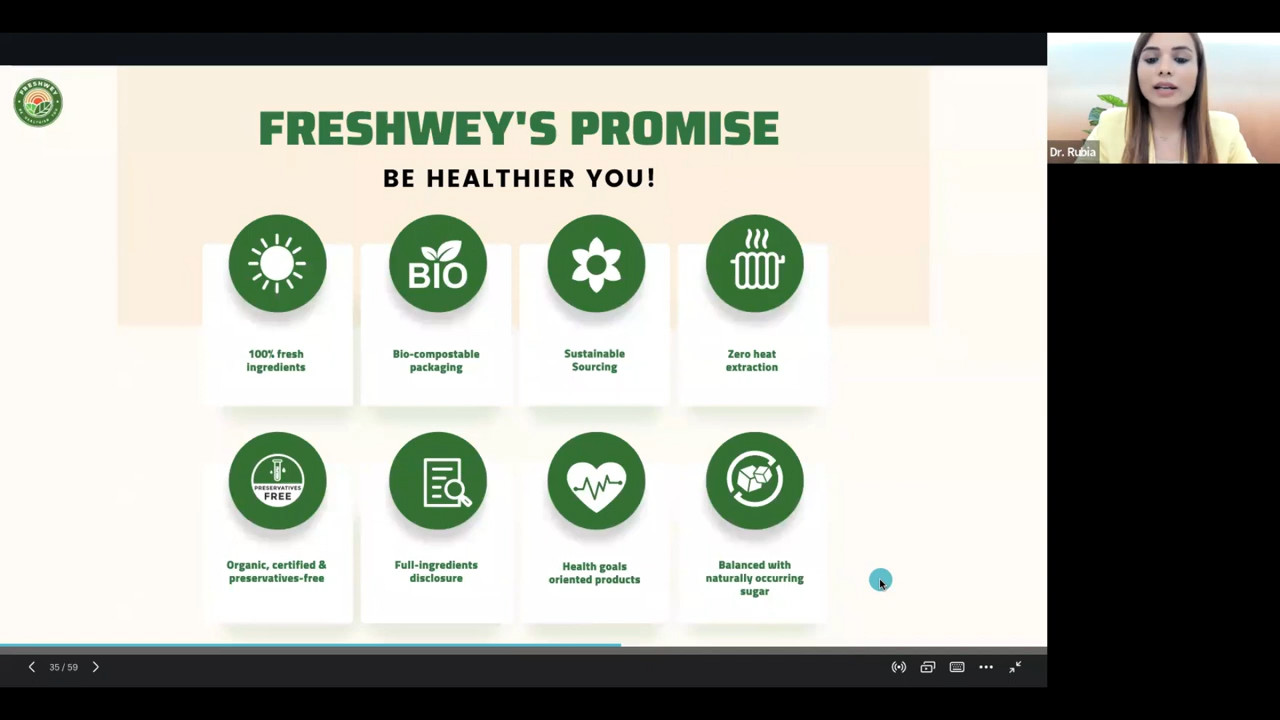 FRESHWEY
FRESHWEY'S PROMISE
BE HEALTHIER YOU!
Dr. Rubia
BIO
100% fresh
ingredients
Bio-compostable
packaging
Sustainable
Sourcing
Zero heat
extraction
PRESERVATIVES
FREE
Organic, certified &
preservatives-free
Full-ingredients
disclosure
Health goals
oriented products
Balanced with
naturally occurring
sugar
35 / 59